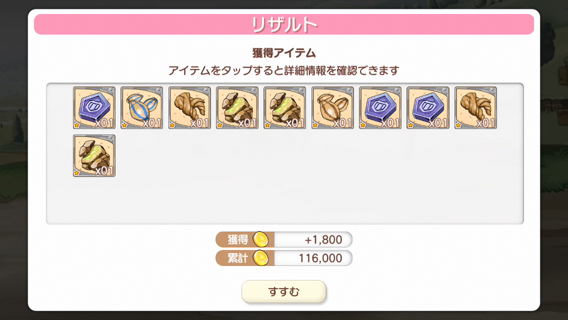 リザルト
獲得アイテム
アイテムをタップすると詳細情報を確認できます
x01 x01 x01 x01 x01 x01 x01 x01 x01
x01
獲得 +1,800
累計 116,000
すすむ